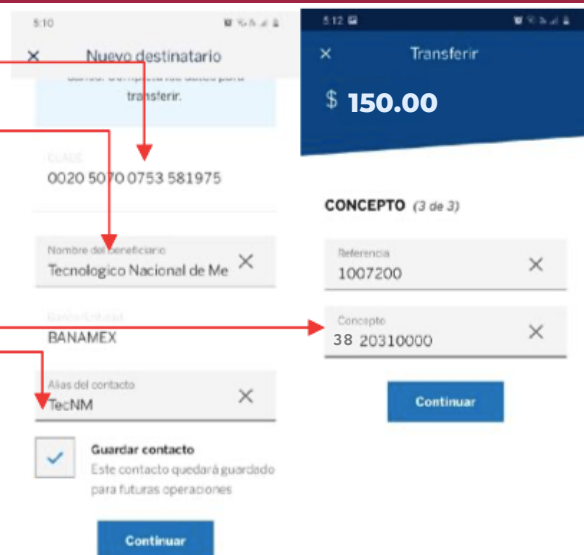 5:10
Nuevo destinatario
transferir.
CLABE
0020 5070 0753 581975
Nombre del beneficiario
Tecnologico Nacional de Me
BANAMEX
Alias del contacto
TecNM
Guardar contacto
Este contacto quedará guardado
para futuras operaciones
Continuar
5:12
Transferir
$ 150.00
CONCEPTO (3 de 3)
Referencia
1007200
Concepto
38 20310000
Continuar